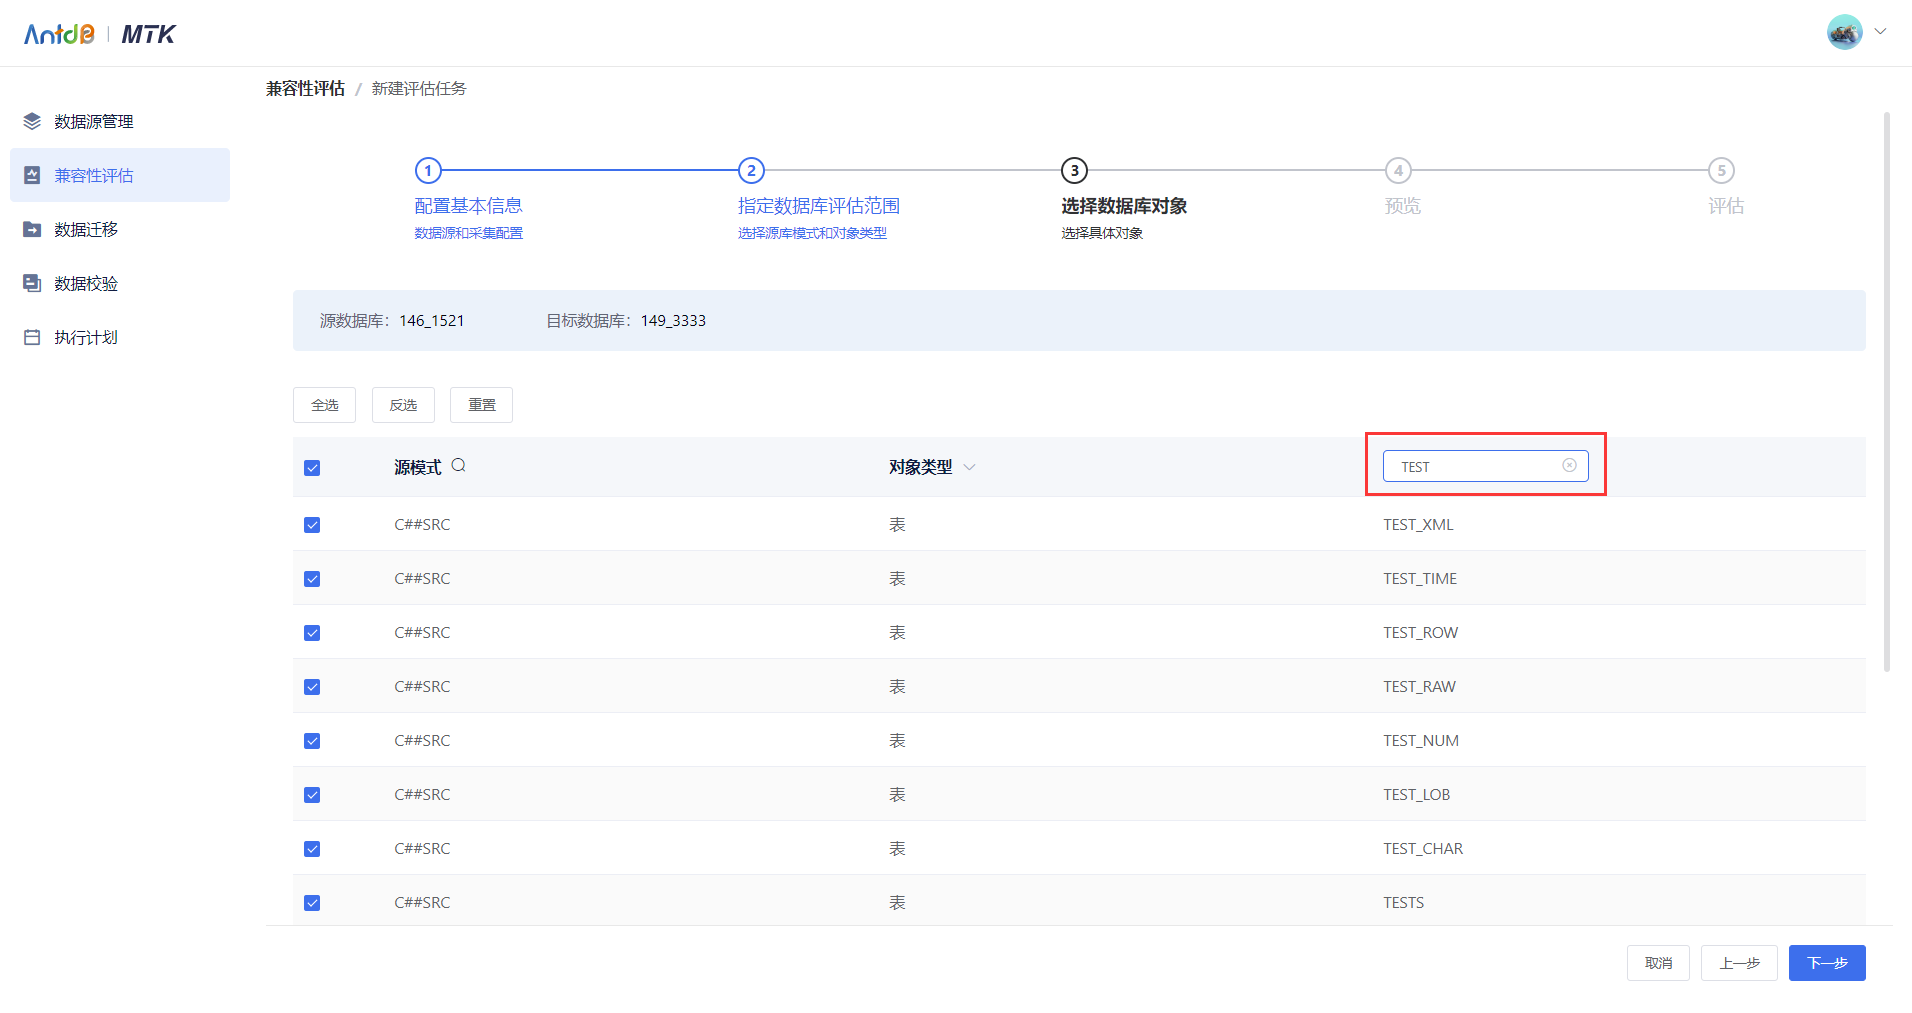 AntdB | MTK
兼容性评估 / 新建评估任务
数据源管理
兼容性评估
数据迁移
数据校验
执行计划
1 2 3 4 5
配置基本信息 指定数据库评估范围 选择数据库对象 预览 评估
数据源和采集配置 选择源库模式和对象类型 选择具体对象
源数据库: 146_1521 目标数据库: 149_3333
全选 反选 重置
源模式 对象类型 TEST
C##SRC 表 TEST_XML
C##SRC 表 TEST_TIME
C##SRC 表 TEST_ROW
C##SRC 表 TEST_RAW
C##SRC 表 TEST_NUM
C##SRC 表 TEST_LOB
C##SRC 表 TEST_CHAR
C##SRC 表 TESTS
取消 上一步 下一步